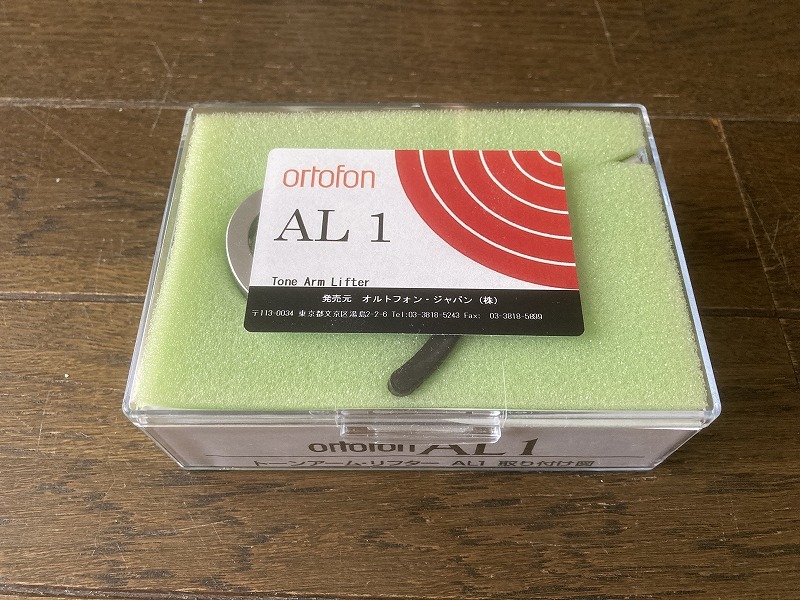 ortofon
AL 1
Tone Arm Lifter
発売元 オルトフォン・ジャパン（株）
〒113-0034 東京都文京区湯島2-2-6 Tel:03-3818-5243 Fax: 03-3818-5899
ortofon AL 1
トーンアーム・リフター AL1 取り付け図